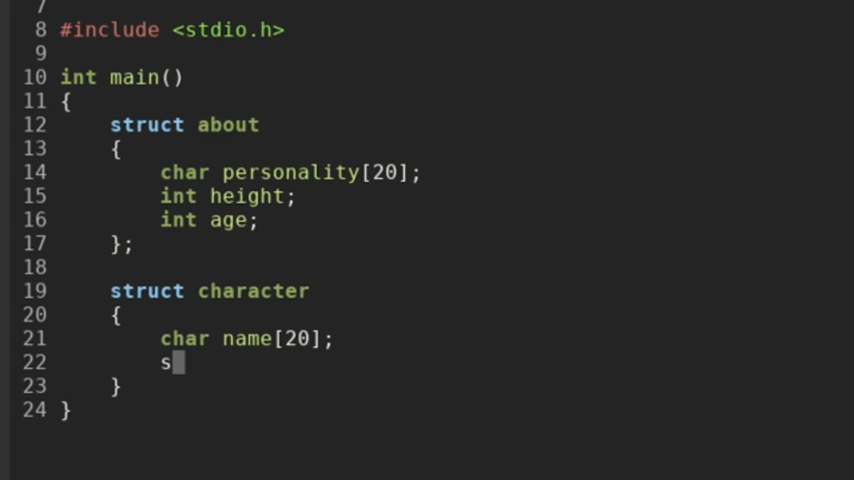 7
8 #include <stdio.h>
9
10 int main()
11 {
12     struct about
13     {
14         char personality[20];
15         int height;
16         int age;
17     };
18
19     struct character
20     {
21         char name[20];
22         s
23     }
24 }